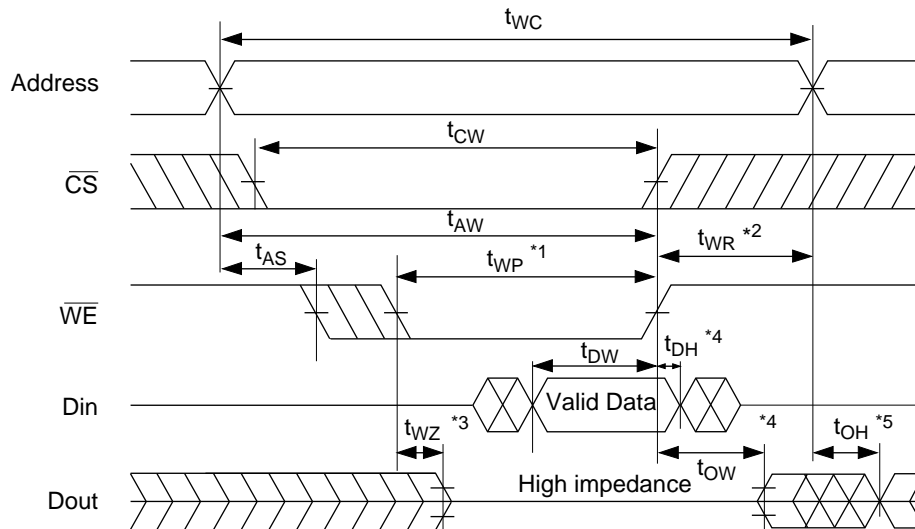 tWC
Address
tCW
CS
tAW
tAS
tWP *1
tWR *2
WE
tDW
tDH *4
Din
Valid Data
tWZ *3
tOW *4
tOH *5
High impedance
Dout